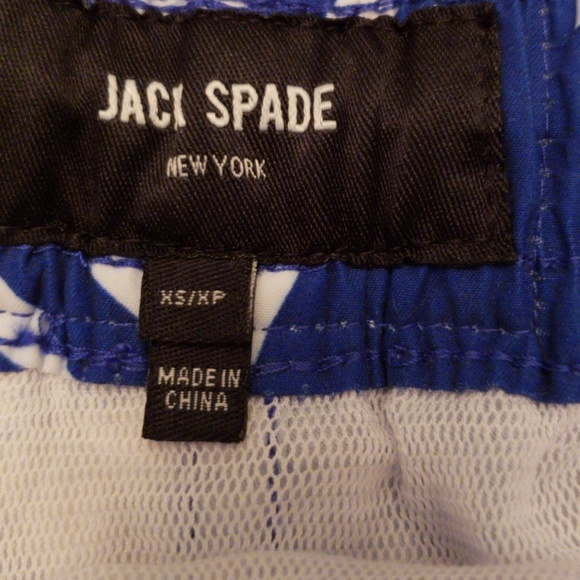 JACK SPADE
NEW YORK
XS/XP
MADE IN
CHINA